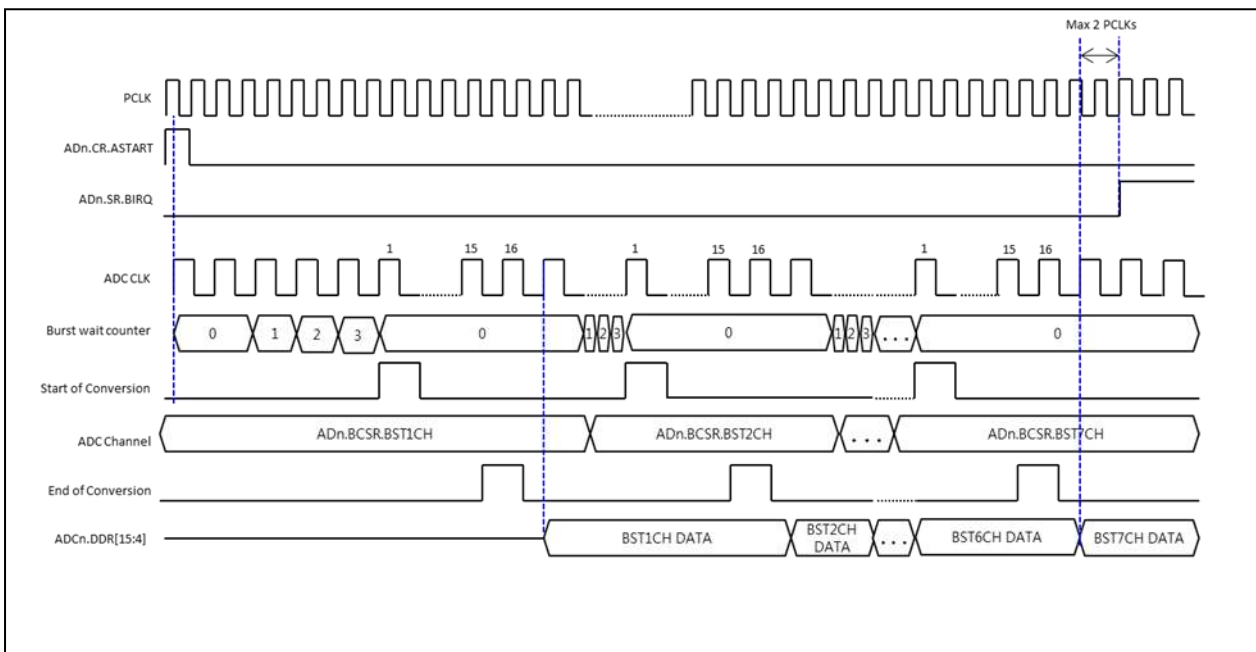 Max 2 PCLKs
PCLK
ADn.CR.ASTART
ADn.SR.BIRQ
1 15 16 1 15 16 1 15 16
ADC CLK
Burst wait counter 0 1 2 3 0 1 2 3 0 1 2 3 ... 0
Start of Conversion
ADC Channel ADn.BCSR.BST1CH ADn.BCSR.BST2CH ... ADn.BCSR.BST7CH
End of Conversion
ADCn.DDR[15:4] BST1CH DATA BST2CH DATA ... BST6CH DATA BST7CH DATA